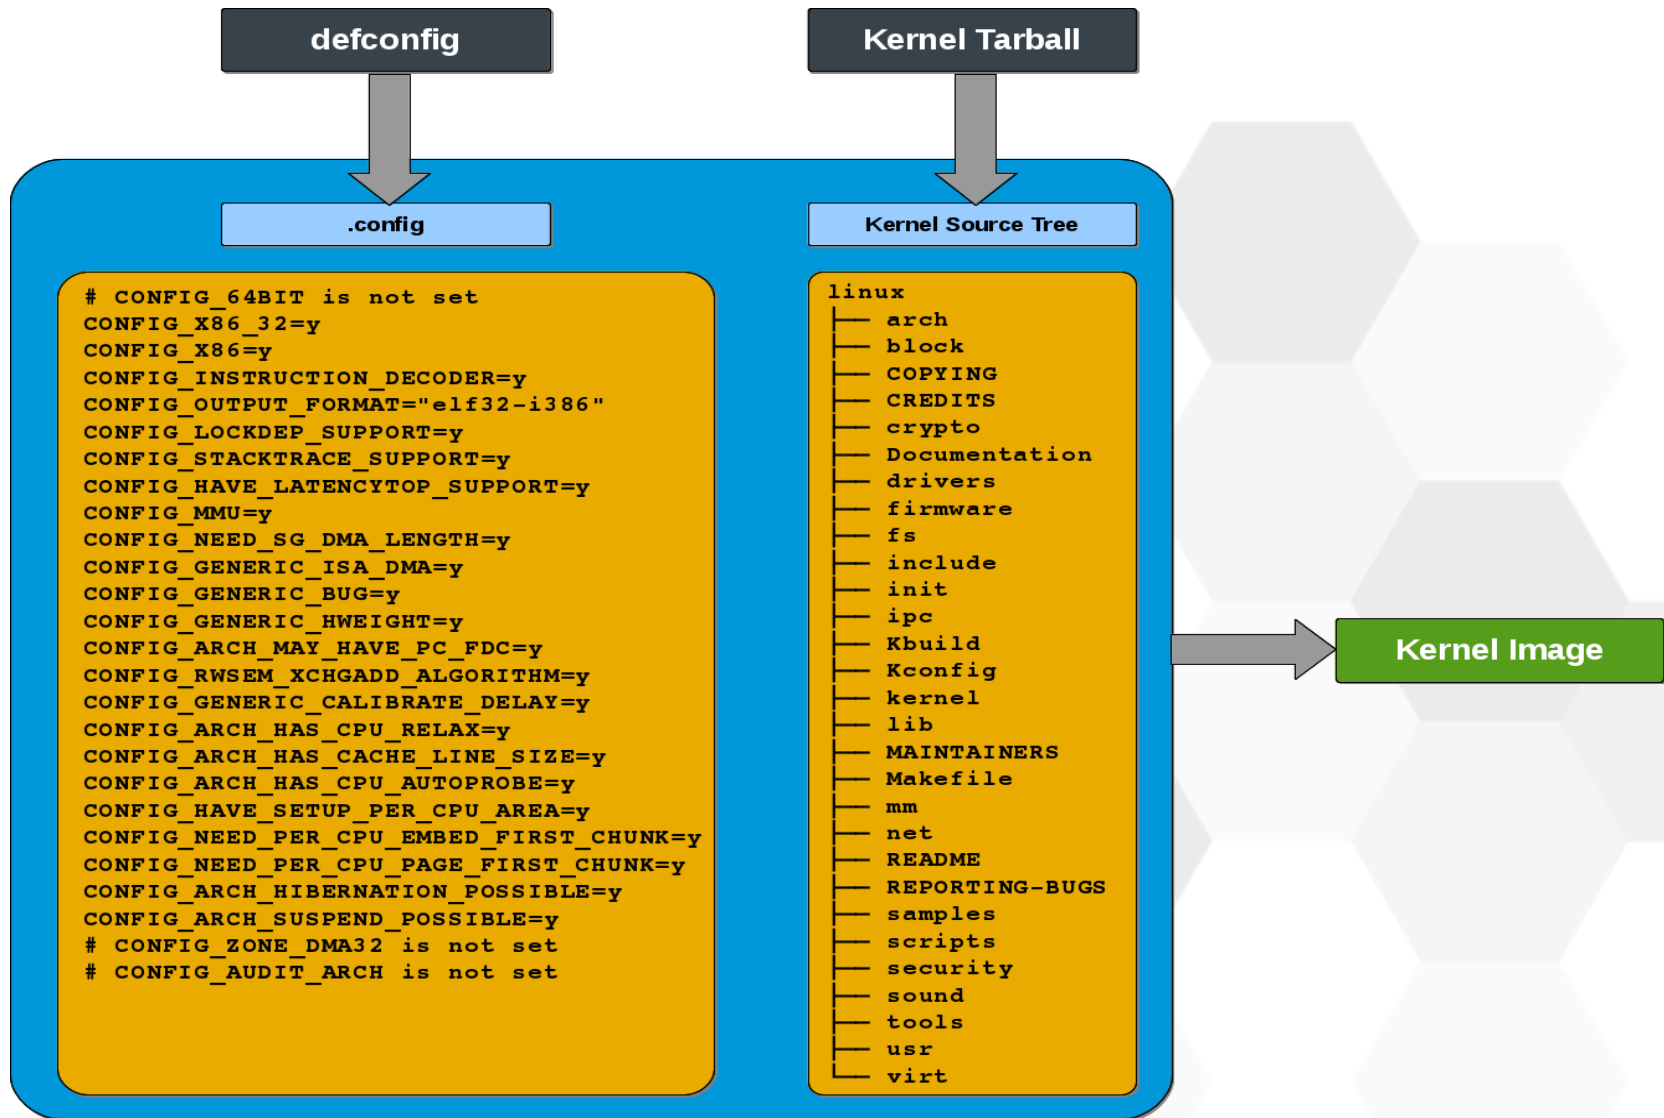 defconfig
Kernel Tarball
.config
Kernel Source Tree
# CONFIG_64BIT is not set
CONFIG_X86_32=y
CONFIG_X86=y
CONFIG_INSTRUCTION_DECODER=y
CONFIG_OUTPUT_FORMAT="elf32-i386"
CONFIG_LOCKDEP_SUPPORT=y
CONFIG_STACKTRACE_SUPPORT=y
CONFIG_HAVE_LATENCYTOP_SUPPORT=y
CONFIG_MMU=y
CONFIG_NEED_SG_DMA_LENGTH=y
CONFIG_GENERIC_ISA_DMA=y
CONFIG_GENERIC_BUG=y
CONFIG_GENERIC_HWEIGHT=y
CONFIG_ARCH_MAY_HAVE_PC_FDC=y
CONFIG_RWSEM_XCHGADD_ALGORITHM=y
CONFIG_GENERIC_CALIBRATE_DELAY=y
CONFIG_ARCH_HAS_CPU_RELAX=y
CONFIG_ARCH_HAS_CACHE_LINE_SIZE=y
CONFIG_ARCH_HAS_CPU_AUTOPROBE=y
CONFIG_HAVE_SETUP_PER_CPU_AREA=y
CONFIG_NEED_PER_CPU_EMBED_FIRST_CHUNK=y
CONFIG_NEED_PER_CPU_PAGE_FIRST_CHUNK=y
CONFIG_ARCH_HIBERNATION_POSSIBLE=y
CONFIG_ARCH_SUSPEND_POSSIBLE=y
# CONFIG_ZONE_DMA32 is not set
# CONFIG_AUDIT_ARCH is not set
linux
├── arch
├── block
├── COPYING
├── CREDITS
├── crypto
├── Documentation
├── drivers
├── firmware
├── fs
├── include
├── init
├── ipc
├── Kbuild
├── Kconfig
├── kernel
├── lib
├── MAINTAINERS
├── Makefile
├── mm
├── net
├── README
├── REPORTING-BUGS
├── samples
├── scripts
├── security
├── sound
├── tools
├── usr
└── virt
Kernel Image